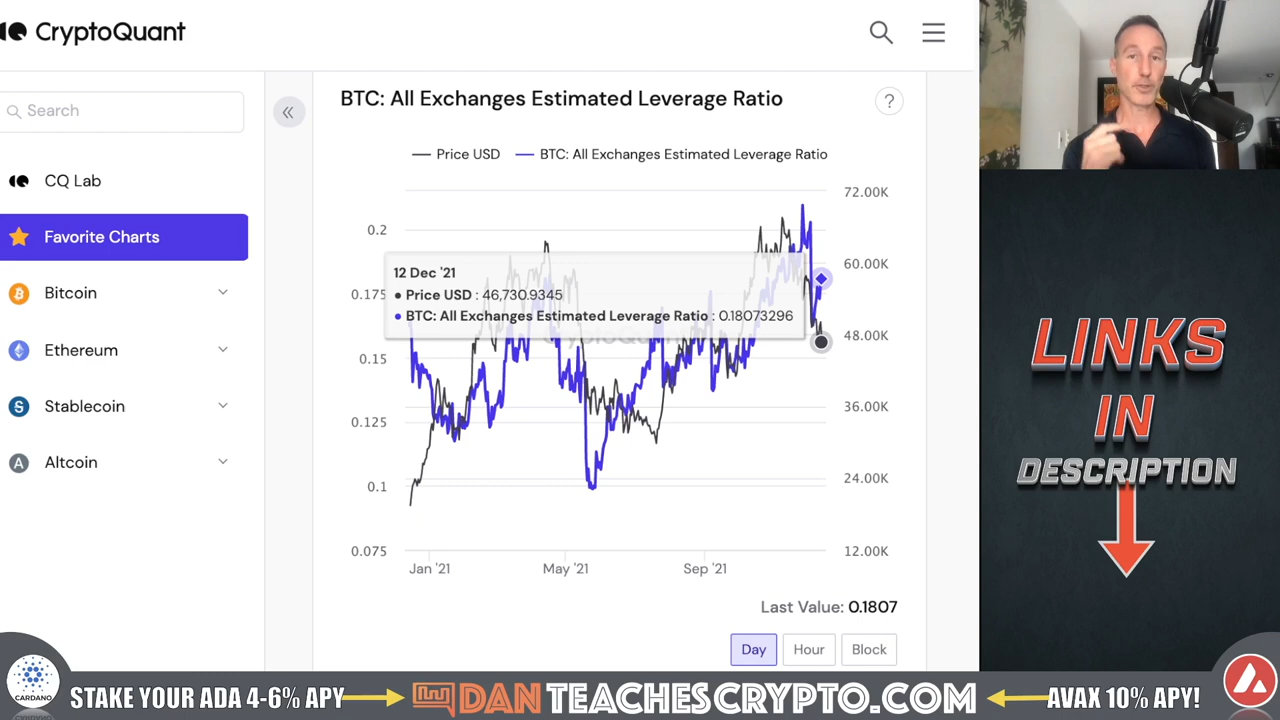 CryptoQuant
Search
CQ Lab
Favorite Charts
Bitcoin
Ethereum
Stablecoin
Altcoin
BTC: All Exchanges Estimated Leverage Ratio
?
Price USD
BTC: All Exchanges Estimated Leverage Ratio
0.2
0.175
0.15
0.125
0.1
0.075
72.00K
60.00K
48.00K
36.00K
24.00K
12.00K
12 Dec '21
Price USD : 46,730.9345
BTC: All Exchanges Estimated Leverage Ratio : 0.18073296
CryptoQuant
Jan '21
May '21
Sep '21
Last Value: 0.1807
Day
Hour
Block
LINKS
IN
DESCRIPTION
CARDANO
STAKE YOUR ADA 4-6% APY
DANTEACHESCRYPTO.COM
AVAX 10% APY!